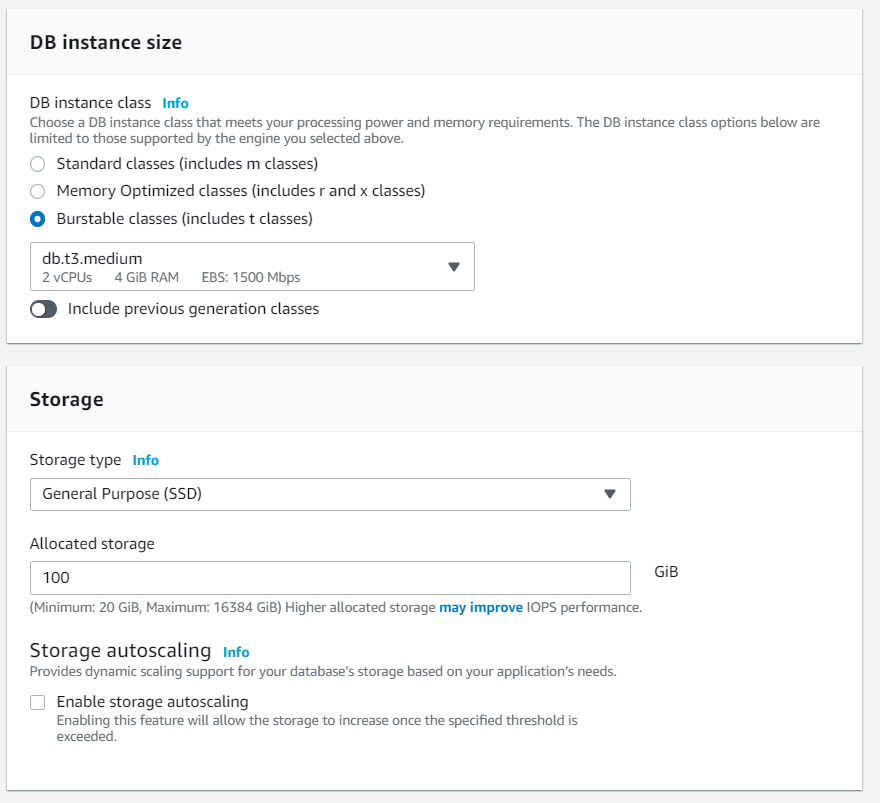 DB instance size
DB instance class Info
Choose a DB instance class that meets your processing power and memory requirements. The DB instance class options below are
limited to those supported by the engine you selected above.
Standard classes (includes m classes)
Memory Optimized classes (includes r and x classes)
Burstable classes (includes t classes)
db.t3.medium
2 vCPUs 4 GiB RAM EBS: 1500 Mbps
Include previous generation classes
Storage
Storage type Info
General Purpose (SSD)
Allocated storage
100 GiB
(Minimum: 20 GiB, Maximum: 16384 GiB) Higher allocated storage may improve IOPS performance.
Storage autoscaling Info
Provides dynamic scaling support for your database's storage based on your application's needs.
Enable storage autoscaling
Enabling this feature will allow the storage to increase once the specified threshold is
exceeded.